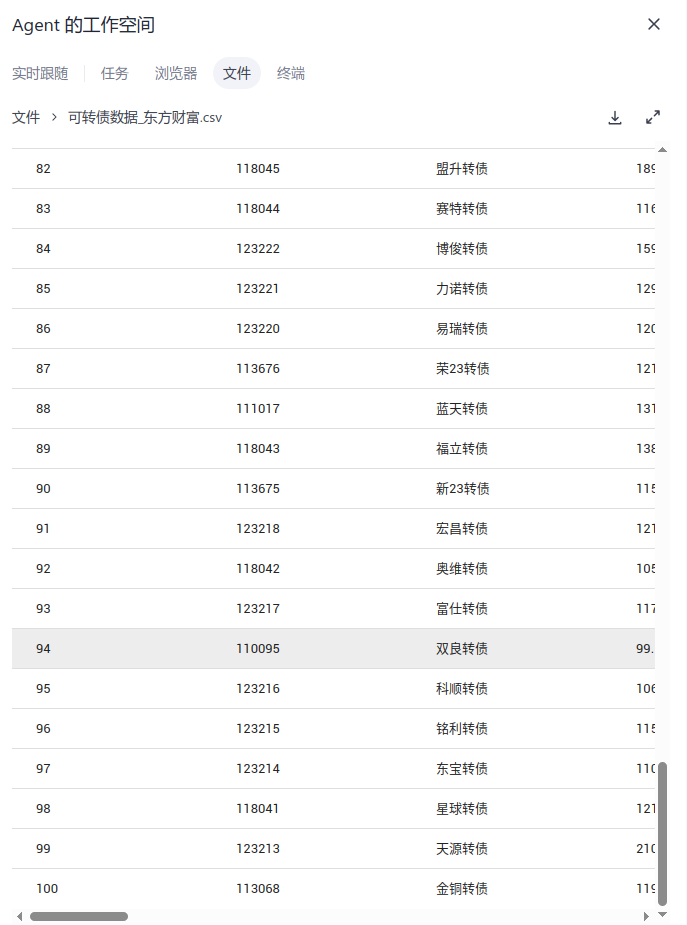 Agent 的工作空间
实时跟随 任务 浏览器 文件 终端
文件 > 可转债数据_东方财富.csv
82 118045 盟升转债 189
83 118044 赛特转债 116
84 123222 博俊转债 159
85 123221 力诺转债 129
86 123220 易瑞转债 120
87 113676 荣23转债 121
88 111017 蓝天转债 131
89 118043 福立转债 138
90 113675 新23转债 115
91 123218 宏昌转债 121
92 118042 奥维转债 105
93 123217 富仕转债 117
94 110095 双良转债 99.
95 123216 科顺转债 106
96 123215 铭利转债 115
97 123214 东宝转债 110
98 118041 星球转债 121
99 123213 天源转债 210
100 113068 金铜转债 119